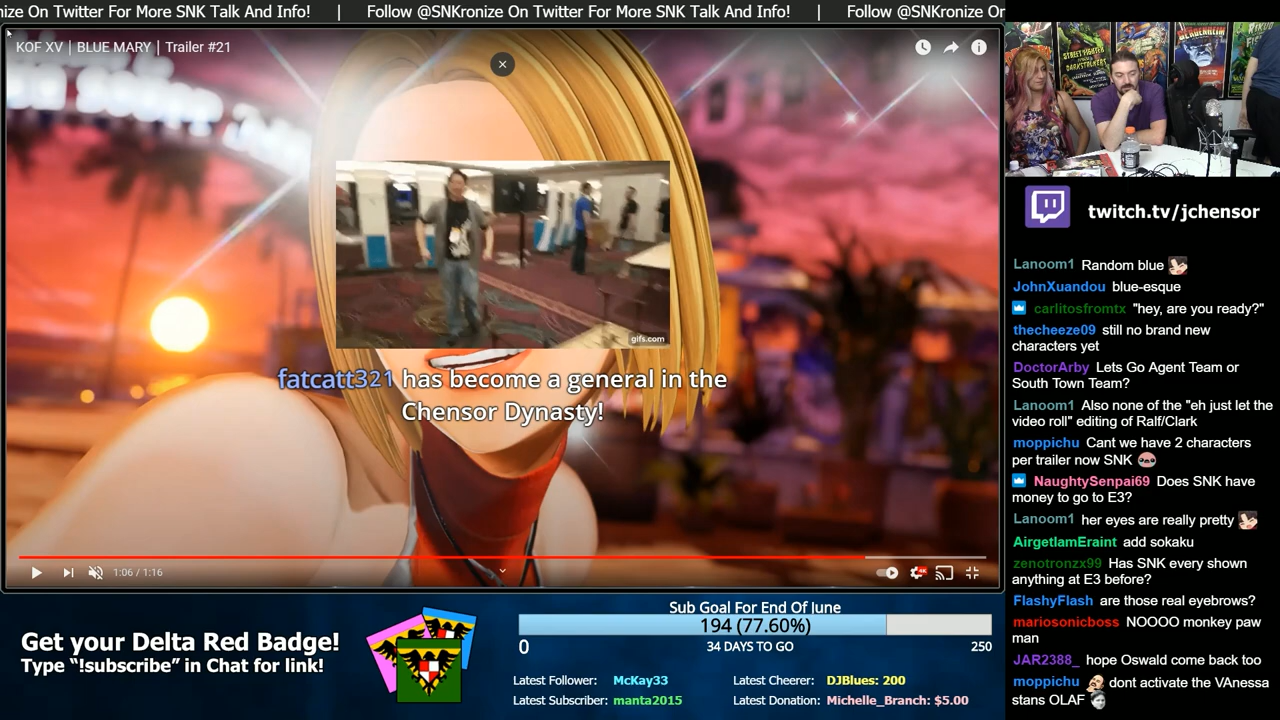 nize On Twitter For More SNK Talk And Info! | Follow @SNKronize On Twitter For More SNK Talk And Info! | Follow @SNKronize On
KOF XV | BLUE MARY | Trailer #21
gifs.com
fatcatt321 has become a general in the
Chensor Dynasty!
1:06 / 1:16
4K
STREET FIGHTER
DARKSTALKERS
twitch.tv/jchensor
Lanoom1 Random blue
JohnXuandou blue-esque
carlitosfromtx "hey, are you ready?"
thecheeze09 still no brand new
characters yet
DoctorArby Lets Go Agent Team or
South Town Team?
Lanoom1 Also none of the "eh just let the
video roll" editing of Ralf/Clark
moppichu Cant we have 2 characters
per trailer now SNK
NaughtySenpai69 Does SNK have
money to go to E3?
Lanoom1 her eyes are really pretty
AirgetlamEraint add sokaku
zenotronzx99 Has SNK every shown
anything at E3 before?
FlashyFlash are those real eyebrows?
mariosonicboss NOOOO monkey paw
man
JAR2388_ hope Oswald come back too
moppichu dont activate the VAnessa
stans OLAF
Get your Delta Red Badge!
Type "!subscribe" in Chat for link!
Sub Goal For End Of June
194 (77.60%)
0 34 DAYS TO GO 250
Latest Follower: McKay33 Latest Cheerer: DJBlues: 200
Latest Subscriber: manta2015 Latest Donation: Michelle_Branch: $5.00